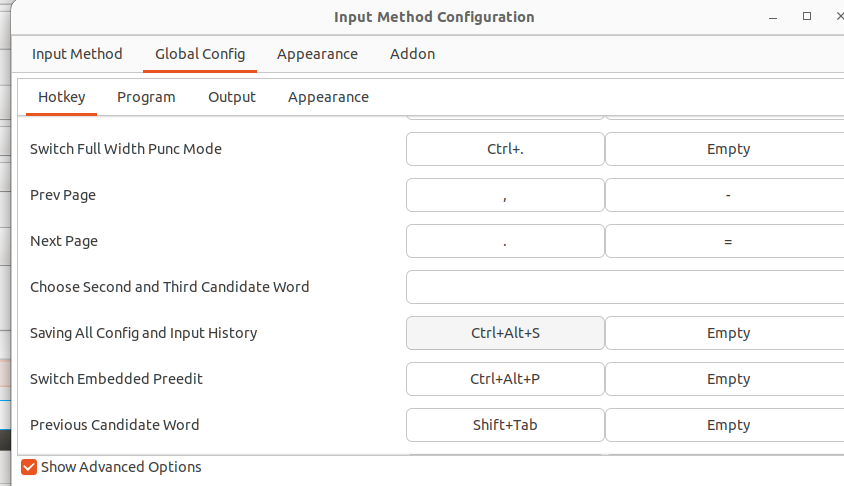 Input Method Configuration
Input Method Global Config Appearance Addon
Hotkey Program Output Appearance
Switch Full Width Punc Mode Ctrl+. Empty
Prev Page , -
Next Page . =
Choose Second and Third Candidate Word
Saving All Config and Input History Ctrl+Alt+S Empty
Switch Embedded Preedit Ctrl+Alt+P Empty
Previous Candidate Word Shift+Tab Empty
Show Advanced Options